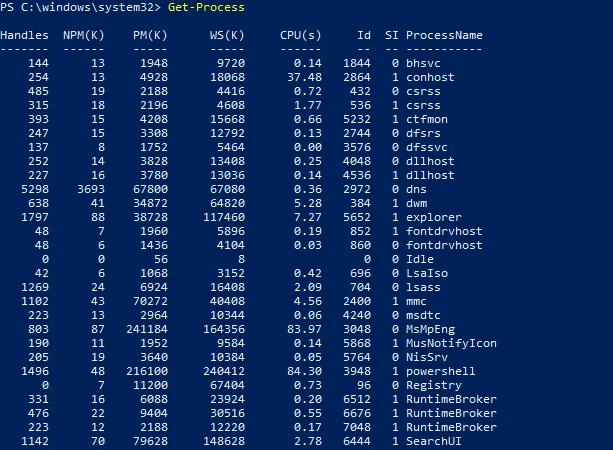 PS C:\windows\system32> Get-Process
Handles NPM(K) PM(K) WS(K) CPU(s) Id SI ProcessName
------- ------ ----- ----- ------ -- -- -----------
144 13 1948 9720 0.14 1844 0 bhsvc
254 13 4928 18068 37.48 2864 1 conhost
485 19 2188 4416 0.72 432 0 csrss
315 18 2196 4608 1.77 536 1 csrss
393 15 4208 15668 0.66 5232 1 ctfmon
247 15 3308 12792 0.13 2744 0 dfsrs
137 8 1752 5464 0.00 3576 0 dfssvc
252 14 3828 13408 0.25 4048 0 dllhost
227 16 3780 13036 0.14 4536 1 dllhost
5298 3693 67800 67080 0.36 2972 0 dns
638 41 34872 64820 5.28 384 1 dwm
1797 88 38728 117460 7.27 5652 1 explorer
48 7 1960 5896 0.19 852 1 fontdrvhost
48 6 1436 4104 0.03 860 0 fontdrvhost
0 0 56 8 0 0 Idle
42 6 1068 3152 0.42 696 0 LsaIso
1269 24 6924 16408 2.09 704 0 lsass
1102 43 70272 40408 4.56 2400 1 mmc
223 13 2964 10344 0.06 4240 0 msdtc
803 87 241184 164356 83.97 3048 0 MsMpEng
190 11 1952 9584 0.14 5868 1 MusNotifyIcon
205 19 3640 10384 0.05 5764 0 NisSrv
1496 48 216100 240412 84.30 3948 1 powershell
0 7 11200 67404 0.73 96 0 Registry
331 16 6088 23924 0.20 6512 1 RuntimeBroker
476 22 9404 30516 0.55 6676 1 RuntimeBroker
223 12 2188 12220 0.17 7048 1 RuntimeBroker
1142 70 79628 148628 2.78 6444 1 SearchUI